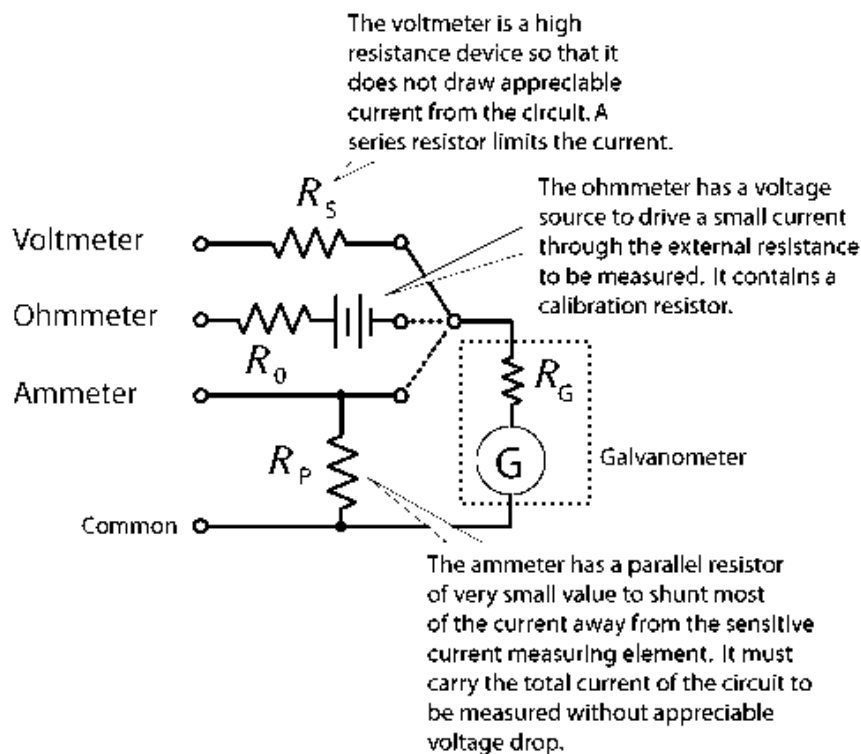 The voltmeter is a high
resistance device so that it
does not draw appreciable
current from the circuit. A
series resistor limits the current.
R_S
The ohmmeter has a voltage
source to drive a small current
through the external resistance
to be measured. It contains a
calibration resistor.
Voltmeter
Ohmmeter
R_0
Ammeter
R_G
R_P
G
Galvanometer
Common
The ammeter has a parallel resistor
of very small value to shunt most
of the current away from the sensitive
current measuring element. It must
carry the total current of the circuit to
be measured without appreciable
voltage drop.